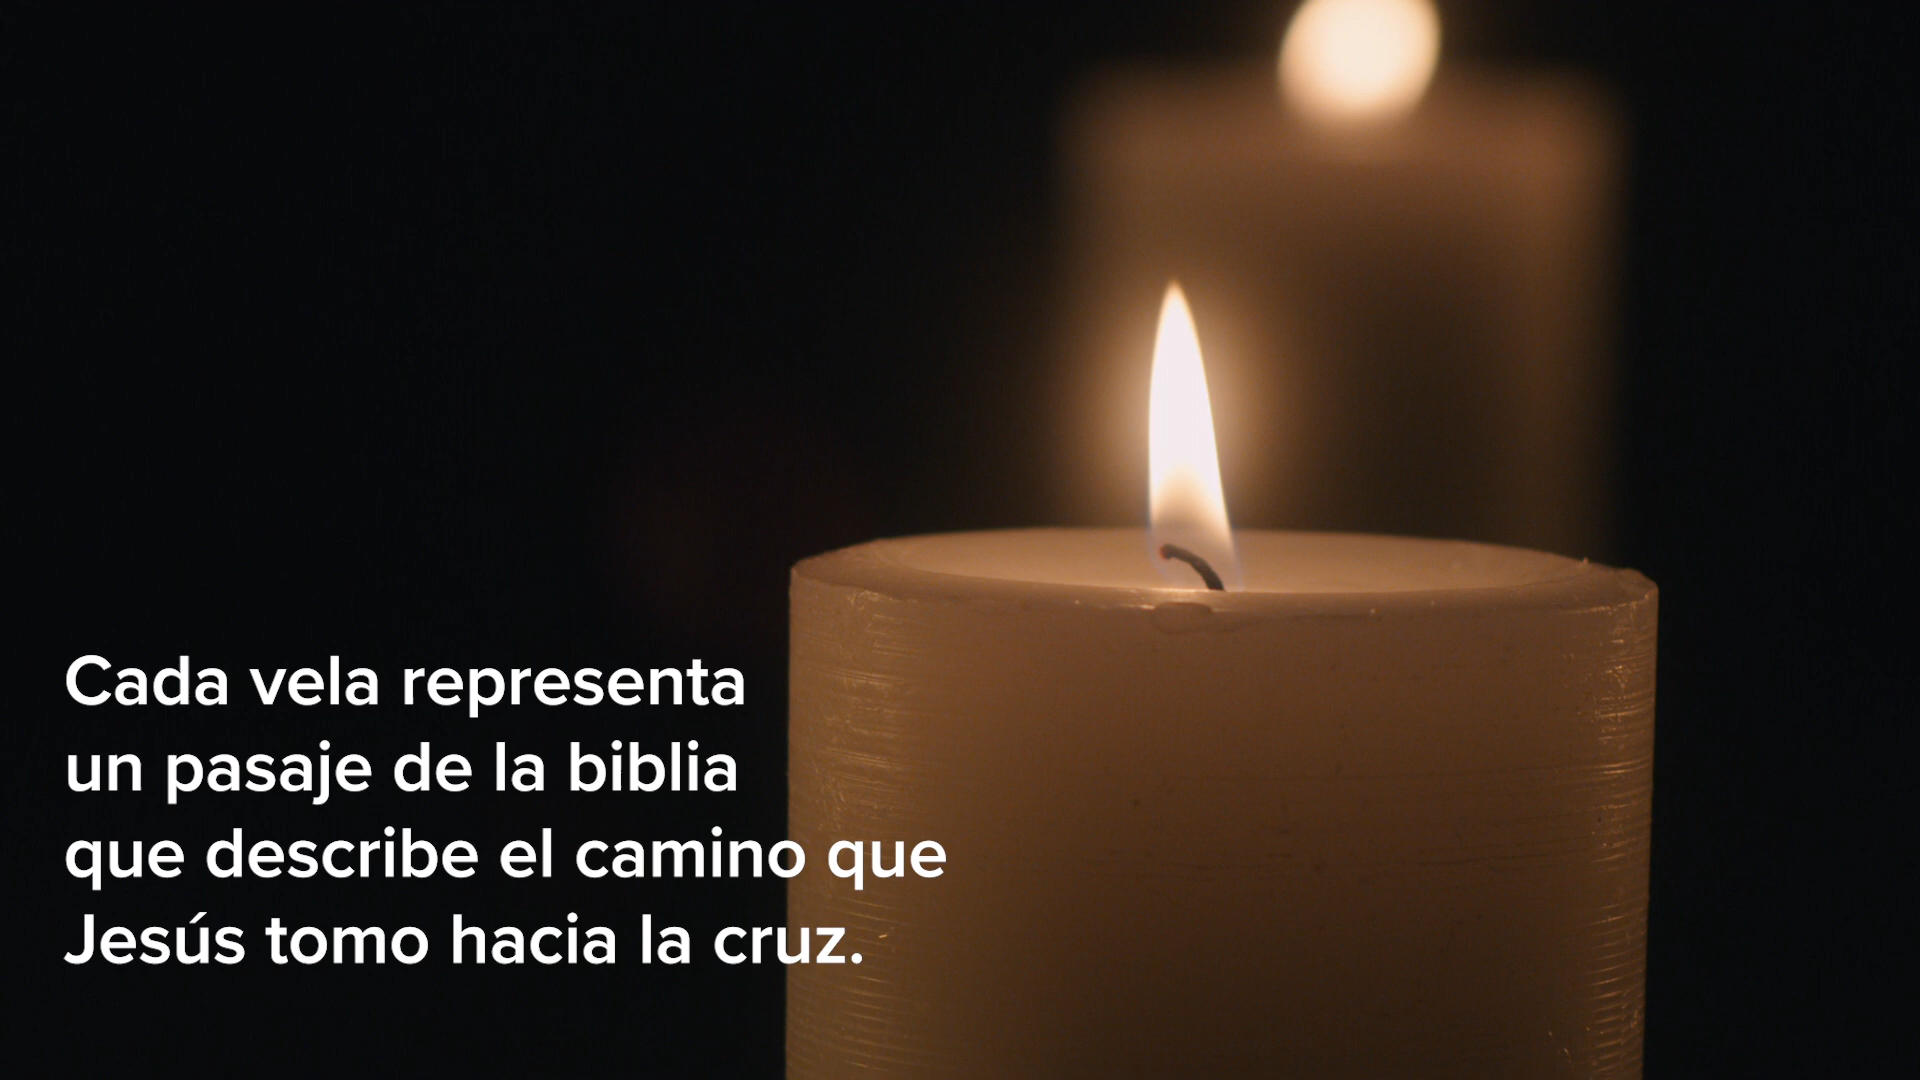 Cada vela representa
un pasaje de la biblia
que describe el camino que
Jesús tomo hacia la cruz.